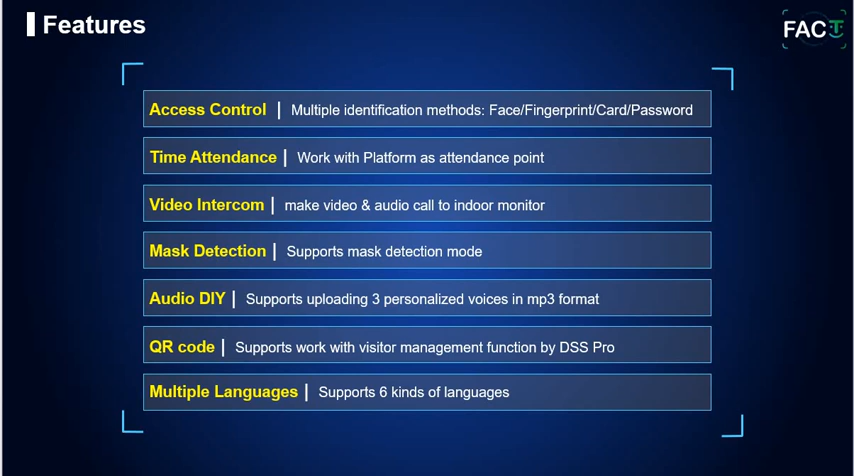 Features
FACT
Access Control | Multiple identification methods: Face/Fingerprint/Card/Password
Time Attendance | Work with Platform as attendance point
Video Intercom | make video & audio call to indoor monitor
Mask Detection | Supports mask detection mode
Audio DIY | Supports uploading 3 personalized voices in mp3 format
QR code | Supports work with visitor management function by DSS Pro
Multiple Languages | Supports 6 kinds of languages